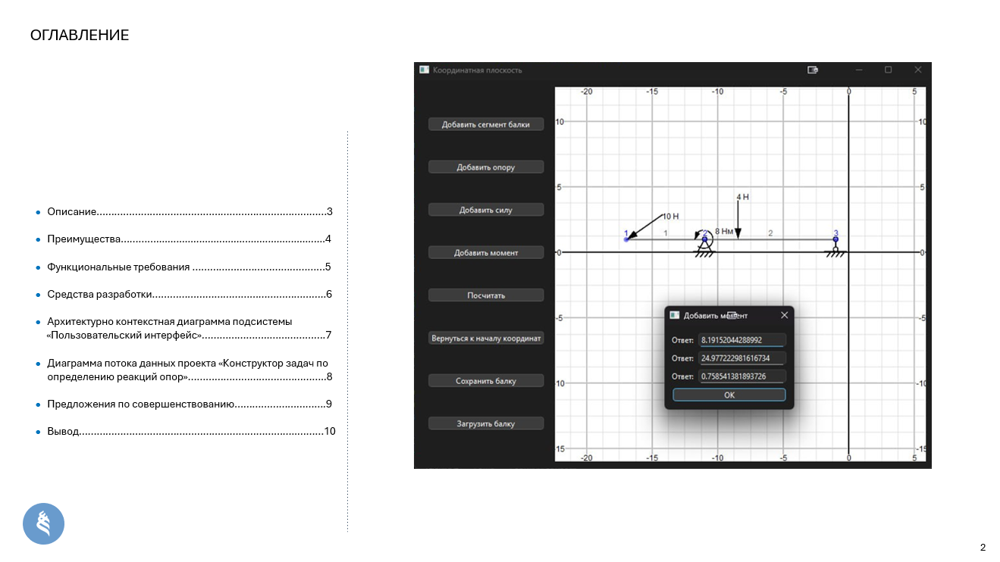 ОГЛАВЛЕНИЕ
Описание..............................................................................3
Преимущества.....................................................................4
Функциональные требования .............................................5
Средства разработки...........................................................6
Архитектурно контекстная диаграмма подсистемы
«Пользовательский интерфейс»..........................................7
Диаграмма потока данных проекта «Конструктор задач по
определению реакций опор»...............................................8
Предложения по совершенствованию...............................9
Вывод...................................................................................10
Координатная плоскость
Добавить сегмент балки
Добавить опору
Добавить силу
Добавить момент
Посчитать
Вернуться к началу координат
Сохранить балку
Загрузить балку
-20 -15 -10 -5 0 5
10 10
5 5
4 Н
10 Н
1 1 2 8 Нм 2 3
0 0
-5 -5
-10 -10
15 -15
-20 -15 -10 -5 0 5
Добавить момент
Ответ: 8.19152044288992
Ответ: 24.977222981616734
Ответ: 0.758541381893726
ОК
2